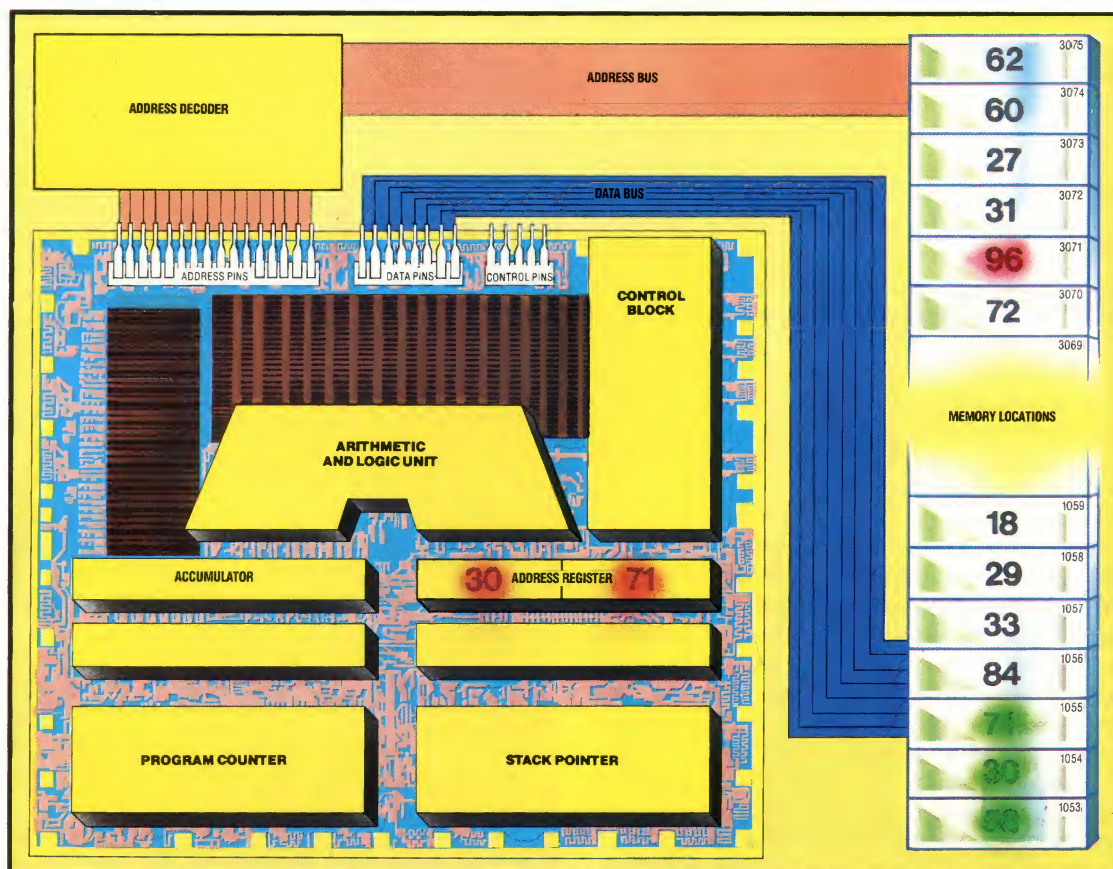 ADDRESS DECODER
ADDRESS BUS
DATA BUS
ADDRESS PINS
DATA PINS
CONTROL PINS
CONTROL BLOCK
ARITHMETIC
AND LOGIC UNIT
ACCUMULATOR
30 ADDRESS REGISTER 71
PROGRAM COUNTER
STACK POINTER
62 3075
60 3074
27 3073
31 3072
96 3071
72 3070
3069
MEMORY LOCATIONS
18 1059
29 1058
33 1057
84 1056
71 1055
30 1054
1053